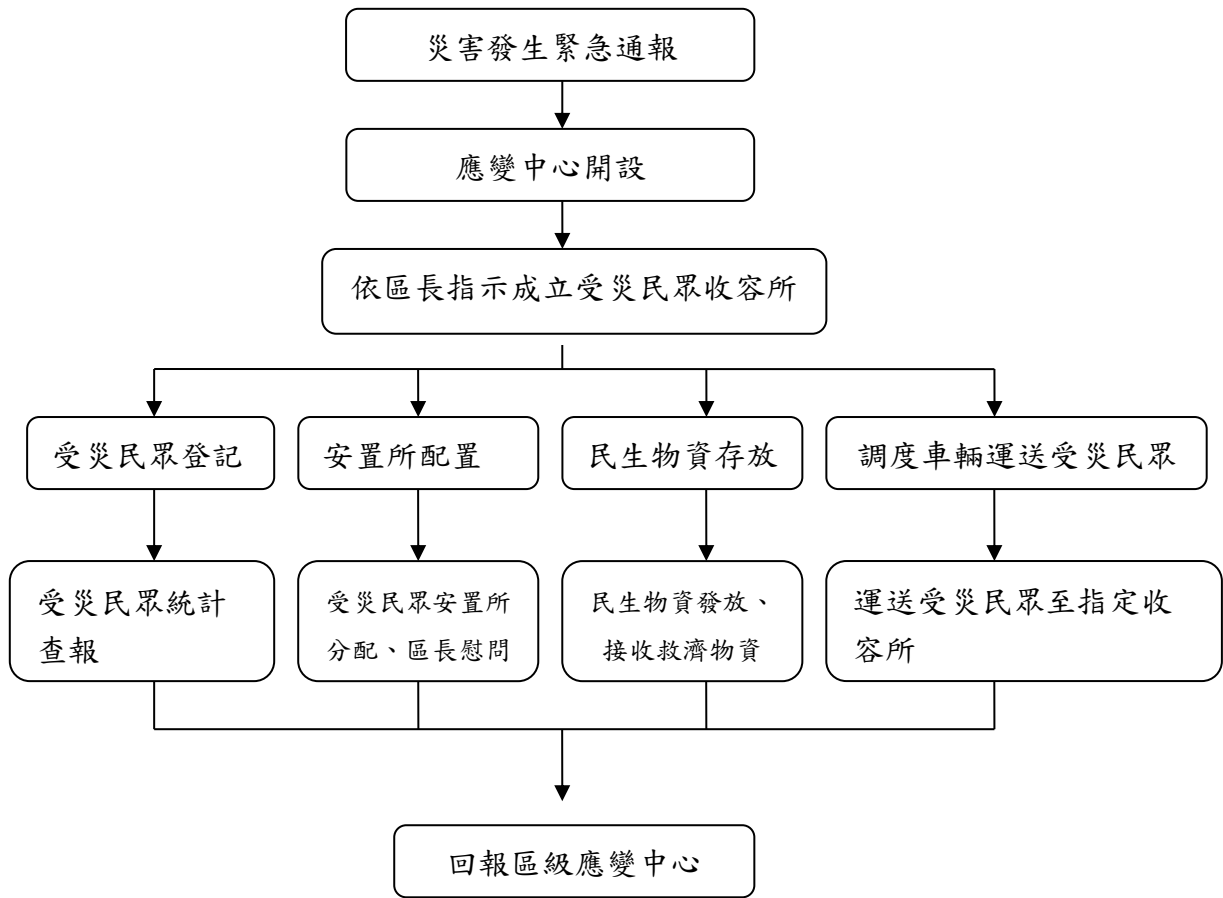 災害發生緊急通報
應變中心開設
依區長指示成立受災民眾收容所
受災民眾登記
安置所配置
民生物資存放
調度車輛運送受災民眾
受災民眾統計
查報
受災民眾安置所
分配、區長慰問
民生物資發放、
接收救濟物資
運送受災民眾至指定收
容所
回報區級應變中心